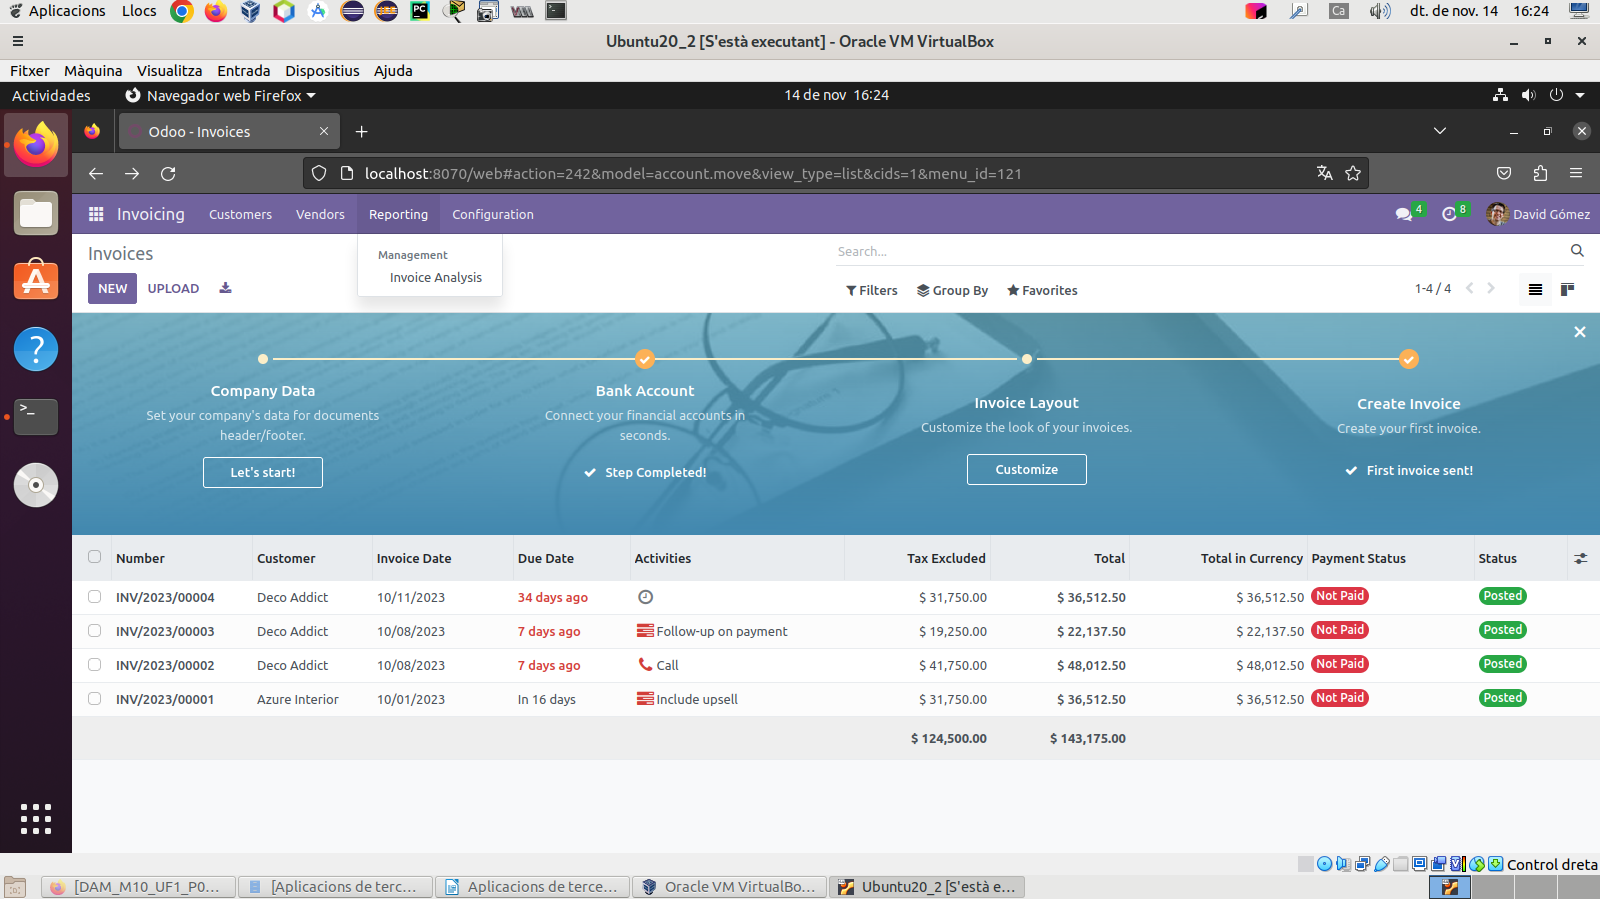 Aplicacions Llocs Ca dt. de nov. 14 16:24
Ubuntu20_2 [S'està executant] - Oracle VM VirtualBox
Fitxer Màquina Visualitza Entrada Dispositius Ajuda
Actividades Navegador web Firefox 14 de nov 16:24
Odoo - Invoices
localhost:8070/web#action=242&model=account.move&view_type=list&cids=1&menu_id=121
Invoicing Customers Vendors Reporting Configuration 4 8 David Gómez
Invoices Management Search...
Invoice Analysis
NEW UPLOAD Filters Group By Favorites 1-4 / 4
Company Data Bank Account Invoice Layout Create Invoice
Set your company's data for documents Connect your financial accounts in Customize the look of your invoices. Create your first invoice.
header/footer. seconds.
Let's start! Step Completed! Customize First invoice sent!
Number Customer Invoice Date Due Date Activities Tax Excluded Total Total in Currency Payment Status Status
INV/2023/00004 Deco Addict 10/11/2023 34 days ago $ 31,750.00 $ 36,512.50 $ 36,512.50 Not Paid Posted
INV/2023/00003 Deco Addict 10/08/2023 7 days ago Follow-up on payment $ 19,250.00 $ 22,137.50 $ 22,137.50 Not Paid Posted
INV/2023/00002 Deco Addict 10/08/2023 7 days ago Call $ 41,750.00 $ 48,012.50 $ 48,012.50 Not Paid Posted
INV/2023/00001 Azure Interior 10/01/2023 In 16 days Include upsell $ 31,750.00 $ 36,512.50 $ 36,512.50 Not Paid Posted
$ 124,500.00 $ 143,175.00
Control dreta
[DAM_M10_UF1_P0... [Aplicacions de terc... Aplicacions de terce... Oracle VM VirtualBo... Ubuntu20_2 [S'està e...